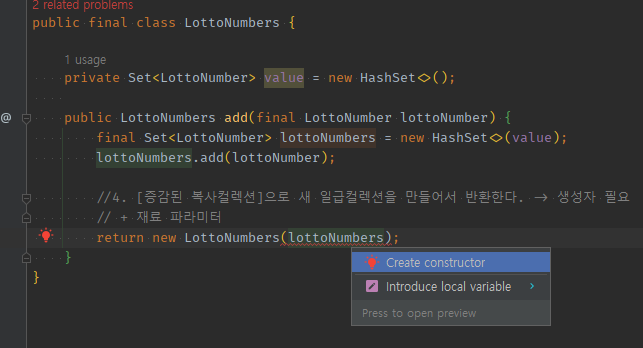 2 related problems
public final class LottoNumbers {
1 usage
private Set<LottoNumber> value = new HashSet<>();
@
public LottoNumbers add(final LottoNumber lottoNumber) {
final Set<LottoNumber> lottoNumbers = new HashSet<>(value);
lottoNumbers.add(lottoNumber);
//4. [증감된 복사컬렉션]으로 새 일급컬렉션을 만들어서 반환한다. -> 생성자 필요
// + 재료 파라미터
return new LottoNumbers(lottoNumbers);
Create constructor
}
Introduce local variable
}
Press to open preview